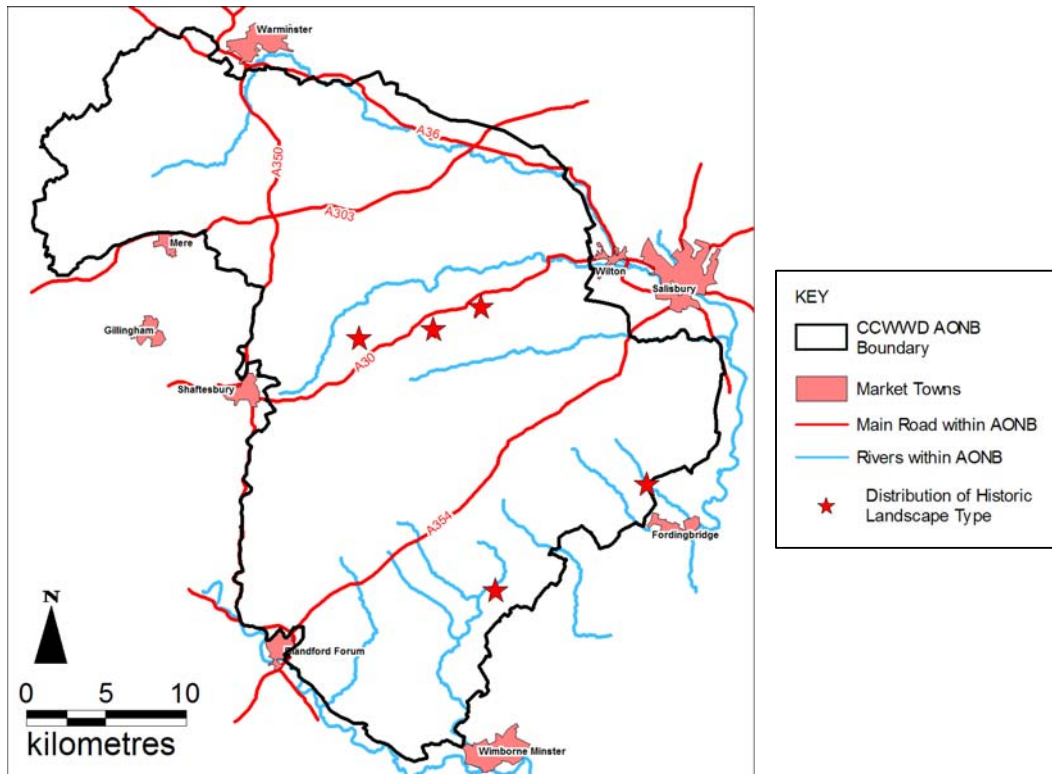 Warminster
A36
A350
A303
Mere
Wilton
Salisbury
Gillingham
A30
Shaftesbury
A354
Fordingbridge
N
Blandford Forum
0 5 10
kilometres
Wimborne Minster
KEY
CCWWD AONB
Boundary
Market Towns
Main Road within AONB
Rivers within AONB
Distribution of Historic
Landscape Type